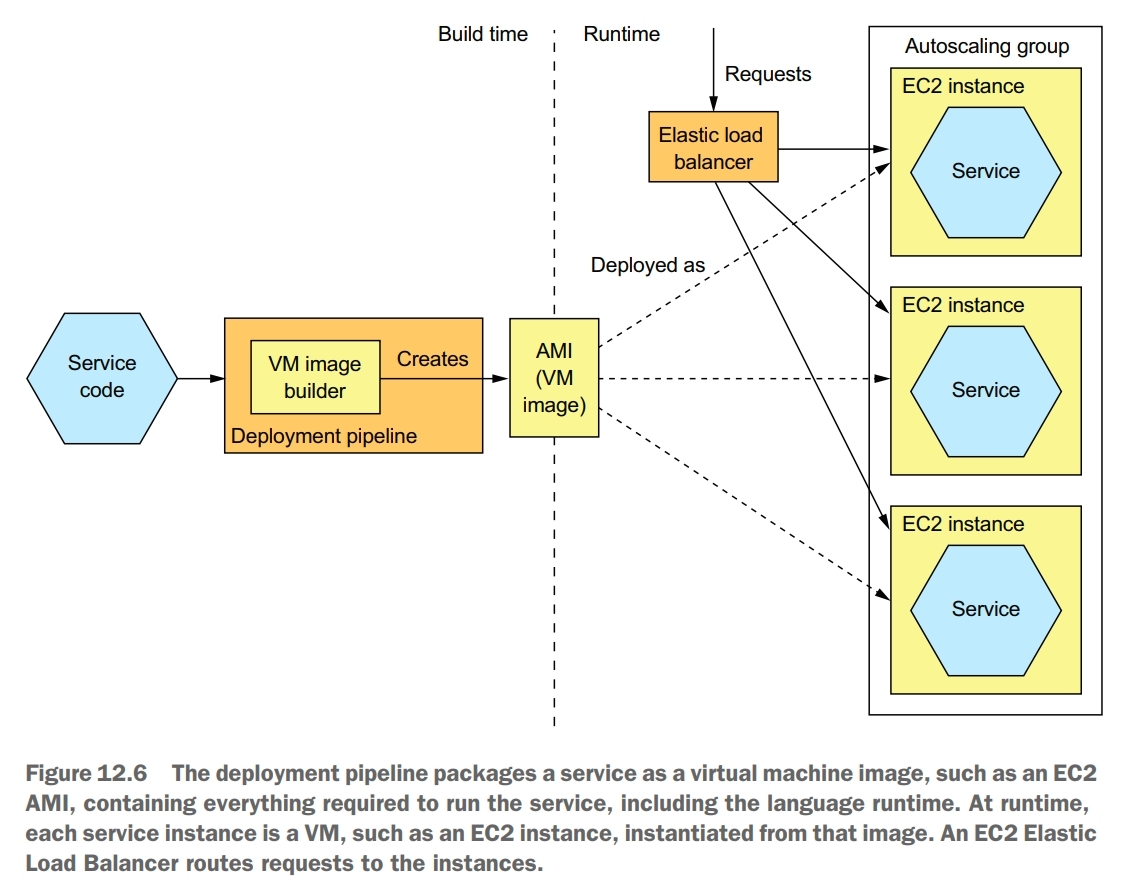 Build time
Runtime
Requests
Autoscaling group
EC2 instance
Service
Elastic load
balancer
Deployed as
EC2 instance
Service
Service
code
VM image
builder
Creates
Deployment pipeline
AMI
(VM
image)
EC2 instance
Service
Figure 12.6 The deployment pipeline packages a service as a virtual machine image, such as an EC2
AMI, containing everything required to run the service, including the language runtime. At runtime,
each service instance is a VM, such as an EC2 instance, instantiated from that image. An EC2 Elastic
Load Balancer routes requests to the instances.